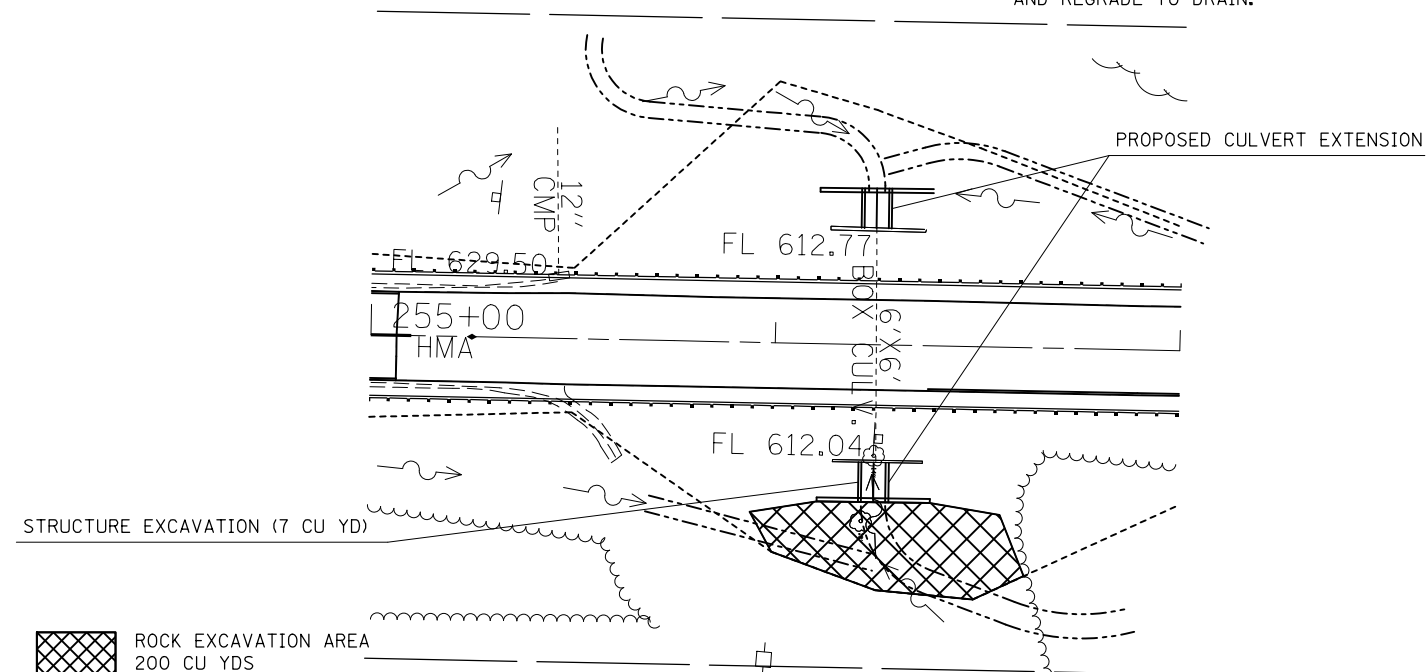 AND REGRADE TO DRAIN.
PROPOSED CULVERT EXTENSION
12"
CMP
FL 629.50
FL 612.77
255+00
HMA
6'X6'
BOX CULV.
FL 612.04
STRUCTURE EXCAVATION (7 CU YD)
ROCK EXCAVATION AREA
200 CU YDS